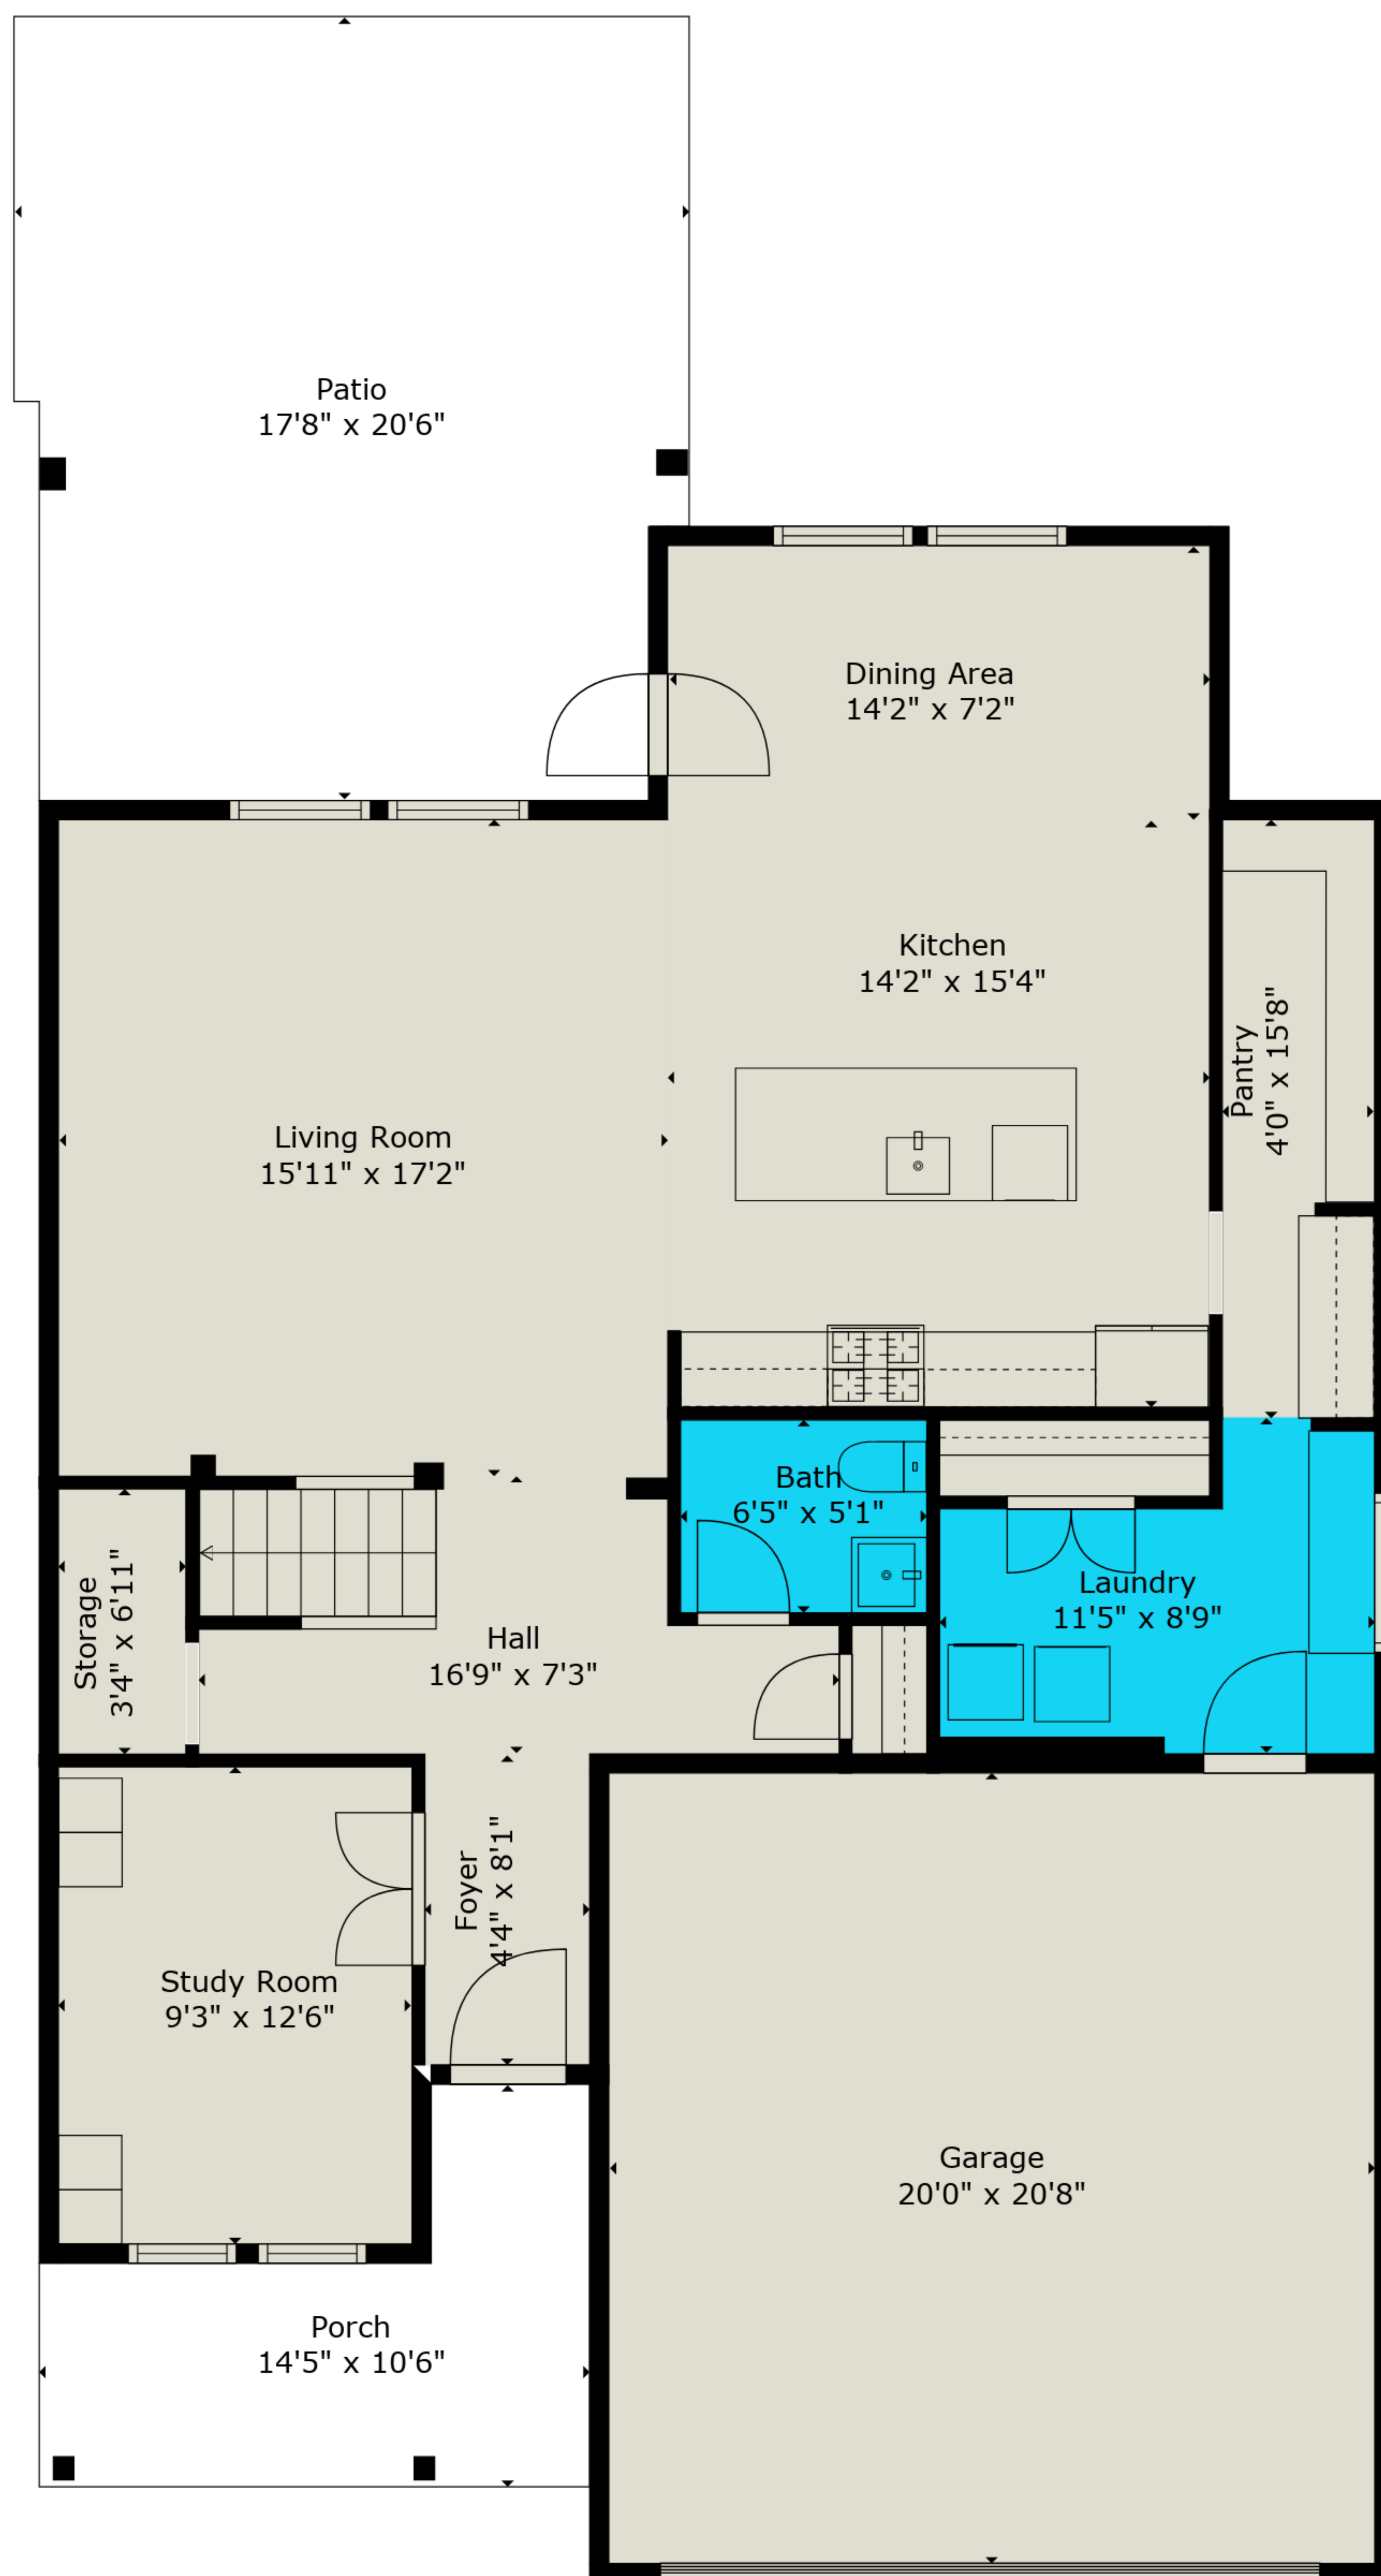 Patio
17'8" x 20'6"
Dining Area
14'2" x 7'2"
Kitchen
14'2" x 15'4"
Pantry
4'0" x 15'8"
Living Room
15'11" x 17'2"
Bath
6'5" x 5'1"
Laundry
11'5" x 8'9"
Storage
3'4" x 6'11"
Hall
16'9" x 7'3"
Foyer
4'4" x 8'1"
Study Room
9'3" x 12'6"
Garage
20'0" x 20'8"
Porch
14'5" x 10'6"